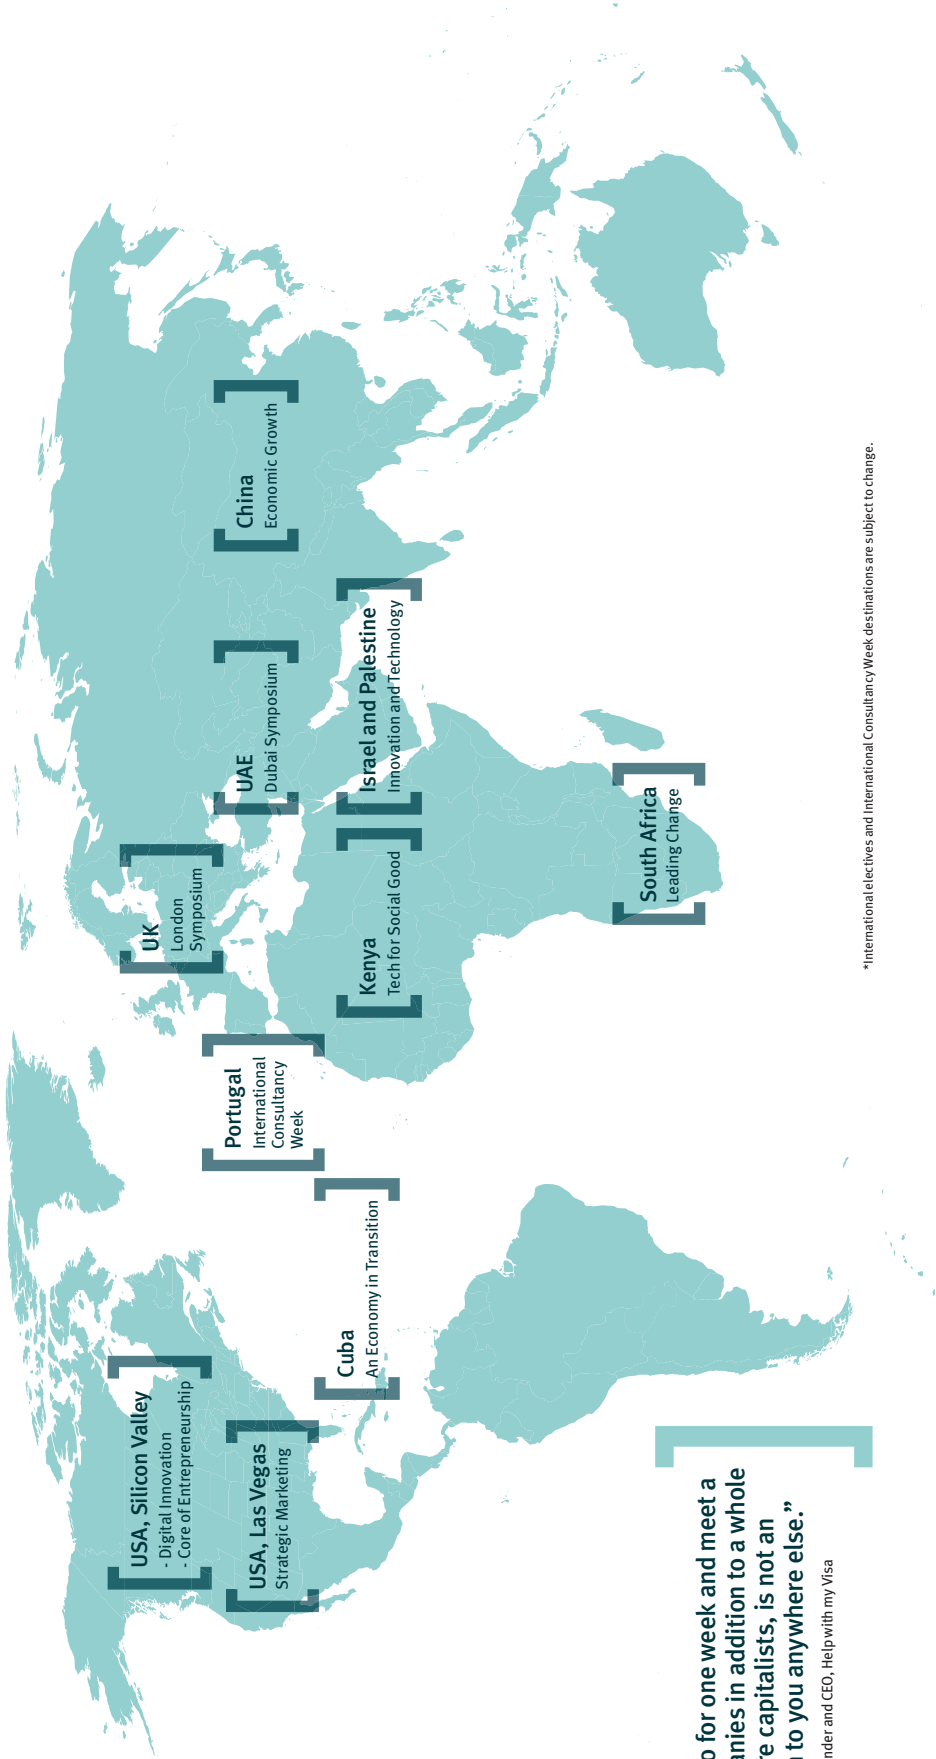 USA, Silicon Valley
- Digital Innovation
- Core of Entrepreneurship
USA, Las Vegas
Strategic Marketing
Cuba
An Economy in Transition
Portugal
International
Consultancy
Week
UK
London
Symposium
Kenya
Tech for Social Good
UAE
Dubai Symposium
Israel and Palestine
Innovation and Technology
China
Economic Growth
South Africa
Leading Change
for one week and meet a
in addition to a whole
capitalists, is not an
to you anywhere else.”
and CEO, Help with my Visa
*International electives and International Consultancy Week destinations are subject to change.